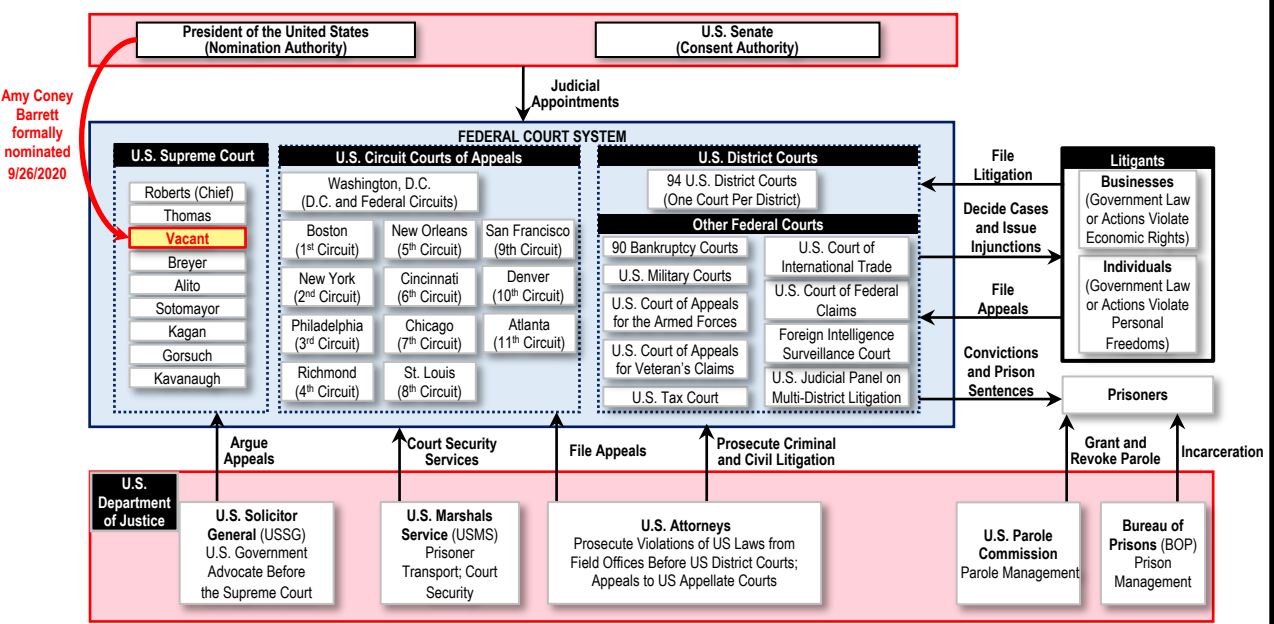 President of the United States
(Nomination Authority)
U.S. Senate
(Consent Authority)
Amy Coney
Barrett
formally
nominated
9/26/2020
Judicial
Appointments
FEDERAL COURT SYSTEM
U.S. Supreme Court
Roberts (Chief)
Thomas
Vacant
Breyer
Alito
Sotomayor
Kagan
Gorsuch
Kavanaugh
U.S. Circuit Courts of Appeals
Washington, D.C.
(D.C. and Federal Circuits)
Boston
(1st Circuit)
New Orleans
(5th Circuit)
San Francisco
(9th Circuit)
New York
(2nd Circuit)
Cincinnati
(6th Circuit)
Denver
(10th Circuit)
Philadelphia
(3rd Circuit)
Chicago
(7th Circuit)
Atlanta
(11th Circuit)
Richmond
(4th Circuit)
St. Louis
(8th Circuit)
U.S. District Courts
94 U.S. District Courts
(One Court Per District)
Other Federal Courts
90 Bankruptcy Courts
U.S. Military Courts
U.S. Court of Appeals
for the Armed Forces
U.S. Court of Appeals
for Veteran's Claims
U.S. Tax Court
U.S. Court of
International Trade
U.S. Court of Federal
Claims
Foreign Intelligence
Surveillance Court
U.S. Judicial Panel on
Multi-District Litigation
File
Litigation
Decide Cases
and Issue
Injunctions
File
Appeals
Convictions
and Prison
Sentences
Litigants
Businesses
(Government Law
or Actions Violate
Economic Rights)
Individuals
(Government Law
or Actions Violate
Personal
Freedoms)
Prisoners
Argue
Appeals
Court Security
Services
File Appeals
Prosecute Criminal
and Civil Litigation
Grant and
Revoke Parole
Incarceration
U.S.
Department
of Justice
U.S. Solicitor
General (USSG)
U.S. Government
Advocate Before
the Supreme Court
U.S. Marshals
Service (USMS)
Prisoner
Transport; Court
Security
U.S. Attorneys
Prosecute Violations of US Laws from
Field Offices Before US District Courts;
Appeals to US Appellate Courts
U.S. Parole
Commission
Parole Management
Bureau of
Prisons (BOP)
Prison
Management